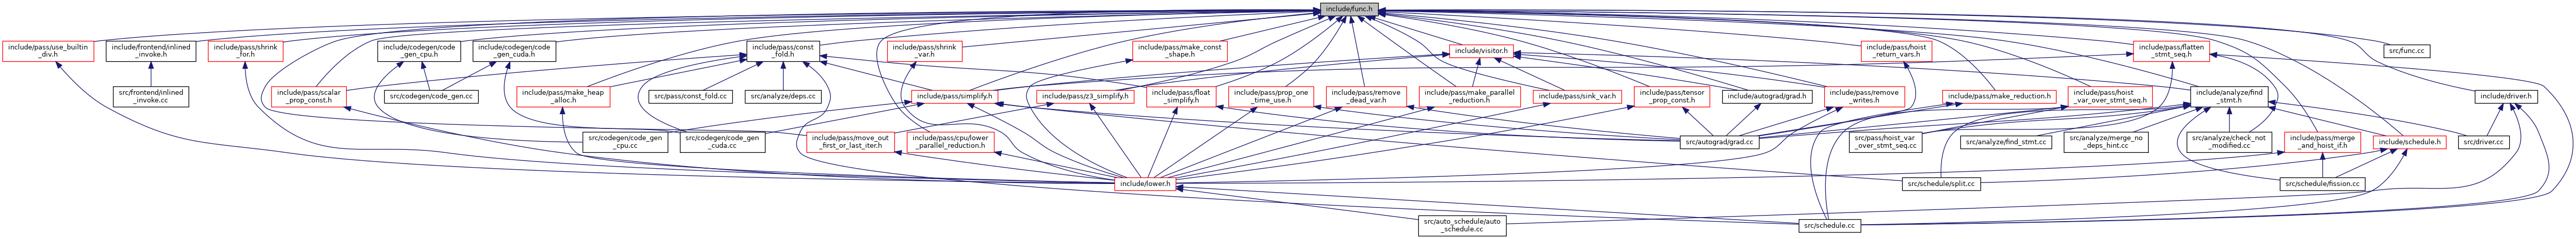 include/func.h
include/pass/use_builtin
_div.h
include/frontend/inlined
_invoke.h
include/pass/shrink
_for.h
include/codegen/code
_gen_cpu.h
include/codegen/code
_gen_cuda.h
include/pass/const
_fold.h
include/pass/shrink
_var.h
include/pass/make_const
_shape.h
include/visitor.h
include/pass/hoist
_return_vars.h
include/pass/flatten
_stmt_seq.h
src/func.cc
src/frontend/inlined
_invoke.cc
include/pass/scalar
_prop_const.h
src/codegen/code_gen.cc
include/pass/make_heap
_alloc.h
src/pass/const_fold.cc
src/analyze/deps.cc
include/pass/simplify.h
include/pass/z3_simplify.h
include/pass/float
_simplify.h
include/pass/prop_one
_time_use.h
include/pass/remove
_dead_var.h
include/pass/make_parallel
_reduction.h
include/pass/sink_var.h
include/pass/tensor
_prop_const.h
include/autograd/grad.h
include/pass/remove
_writes.h
include/pass/make_reduction.h
include/pass/hoist
_var_over_stmt_seq.h
include/analyze/find
_stmt.h
include/driver.h
src/codegen/code_gen
_cpu.cc
src/codegen/code_gen
_cuda.cc
include/pass/move_out
_first_or_last_iter.h
include/pass/cpu/lower
_parallel_reduction.h
src/autograd/grad.cc
src/pass/hoist_var
_over_stmt_seq.cc
src/analyze/find_stmt.cc
src/analyze/merge_no
_deps_hint.cc
src/analyze/check_not
_modified.cc
include/pass/merge
_and_hoist_if.h
include/schedule.h
src/driver.cc
include/lower.h
src/schedule/split.cc
src/schedule/fission.cc
src/auto_schedule/auto
_schedule.cc
src/schedule.cc